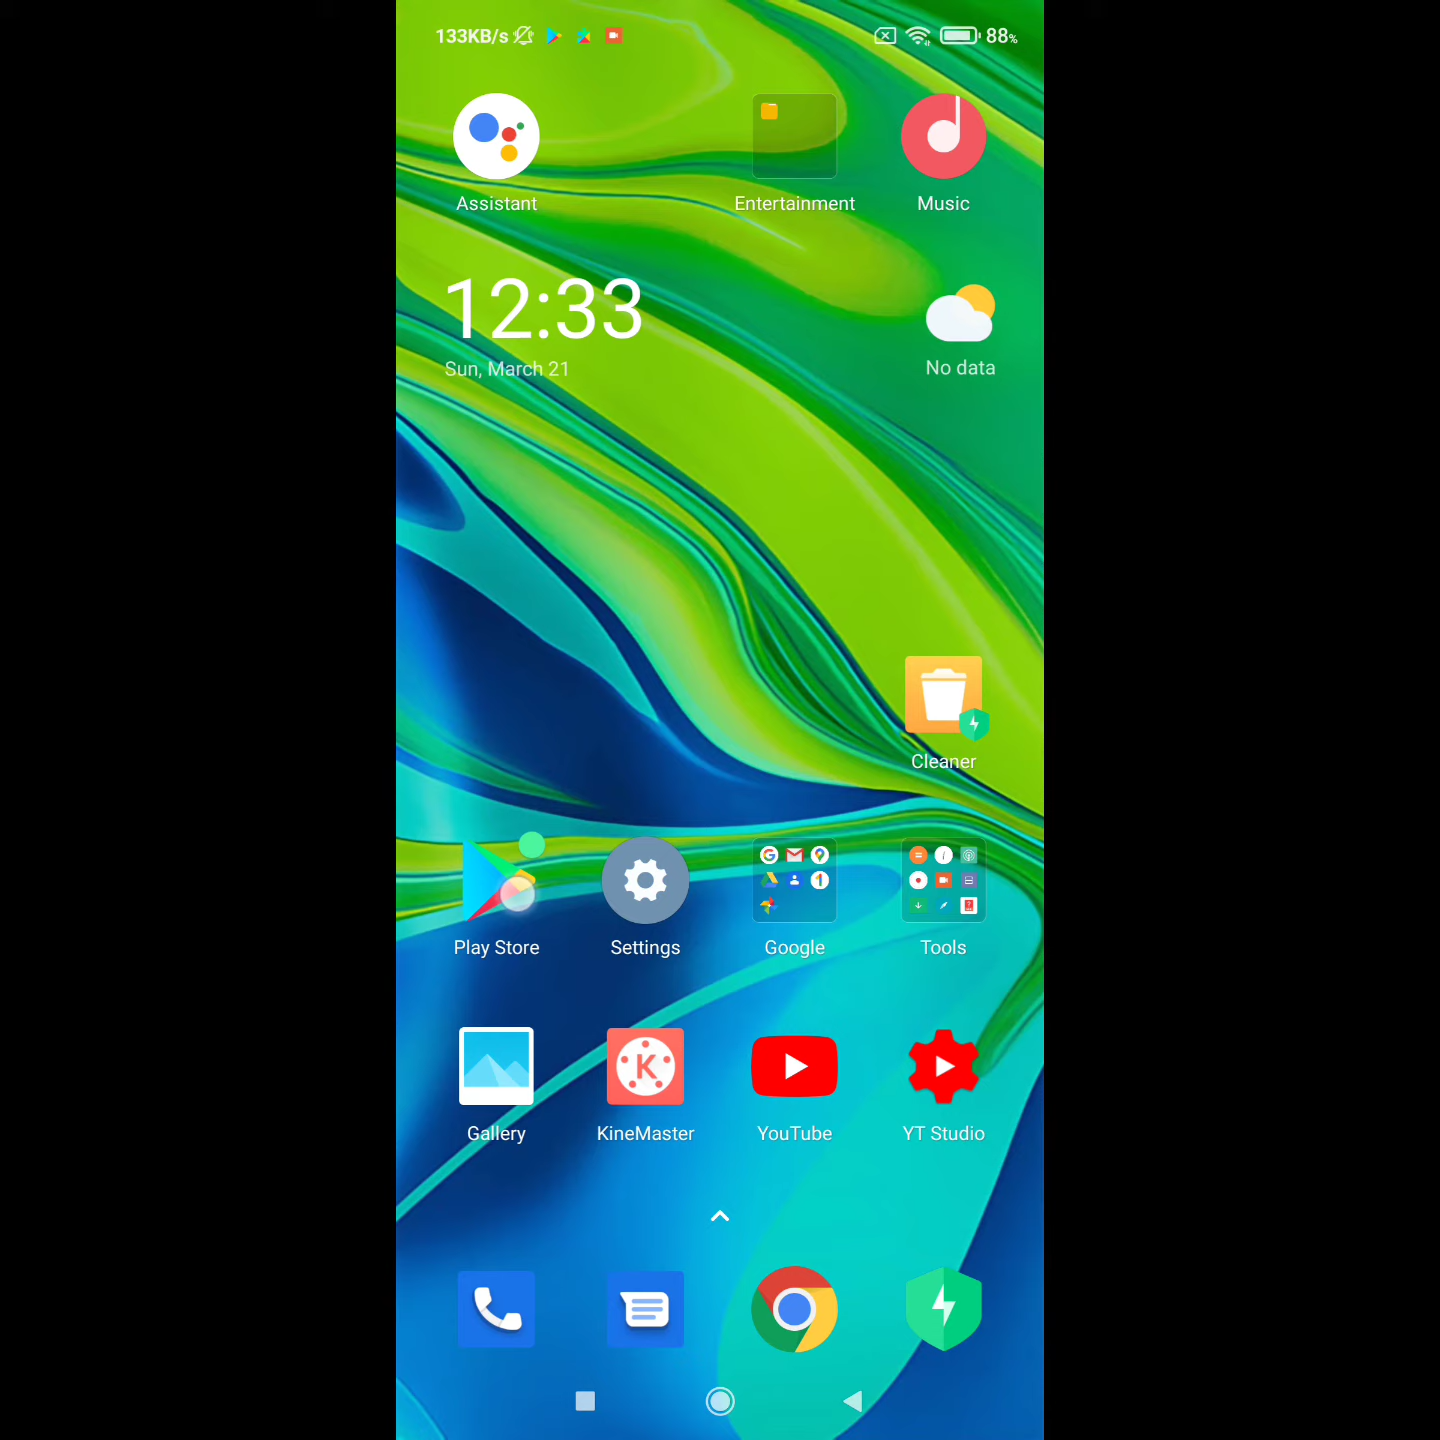 133KB/s 88%
Assistant Entertainment Music
12:33
Sun, March 21 No data
Cleaner
Play Store Settings Google Tools
Gallery KineMaster YouTube YT Studio